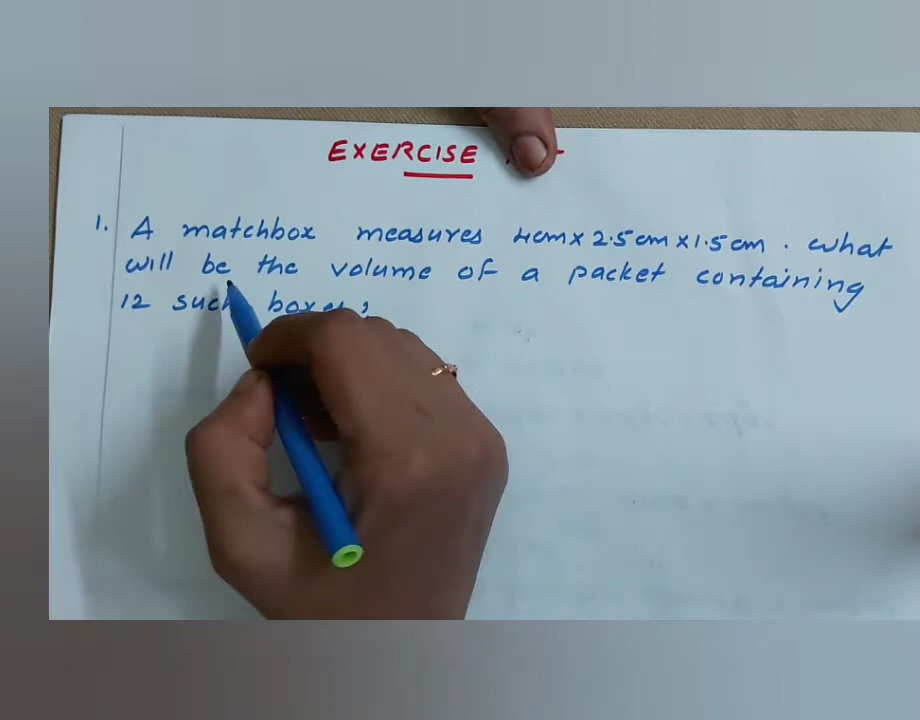 EXERCISE
1. A matchbox measures 4cm x 2.5cm x 1.5cm. what
will be the volume of a packet containing
12 such boxes?